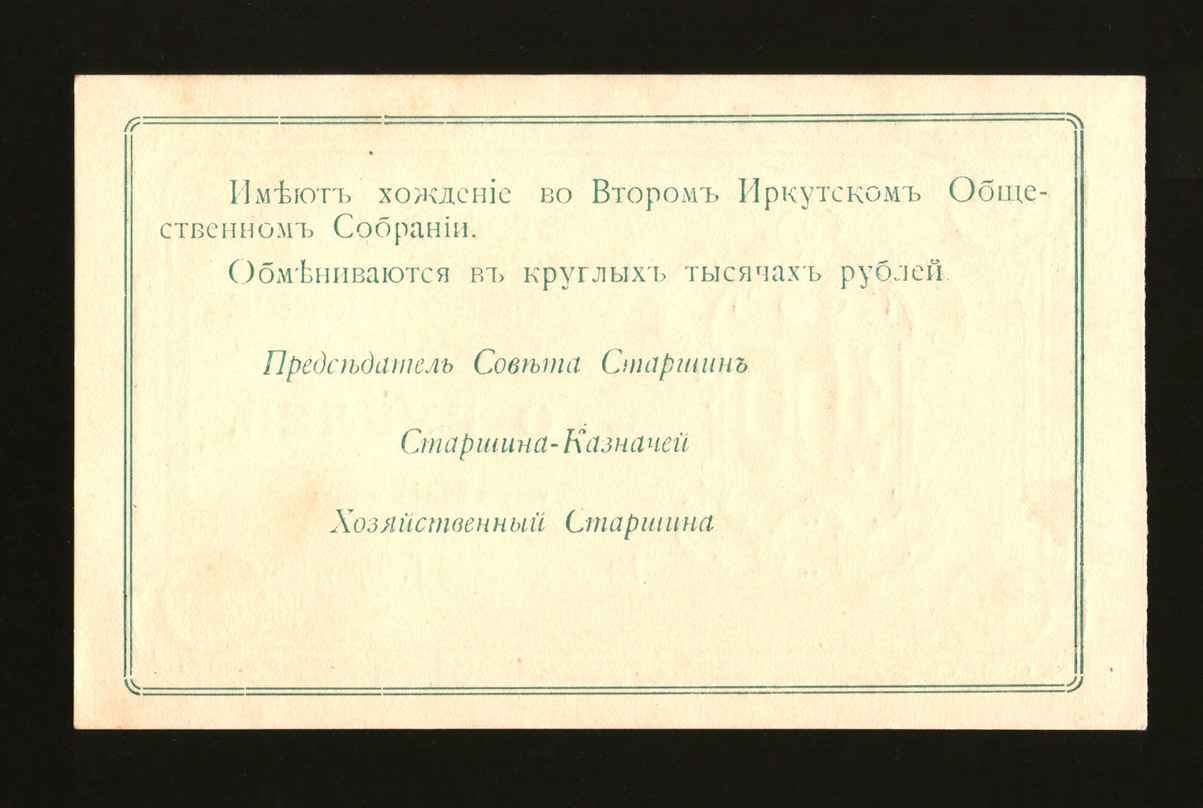 Имѣютъ хожденіе во Второмъ Иркутскомъ Обще-
ственномъ Собраніи.
Обмѣниваются въ круглыхъ тысячахъ рублей.
Предсѣдатель Совѣта Старшинъ
Старшина-Казначей
Хозяйственный Старшина